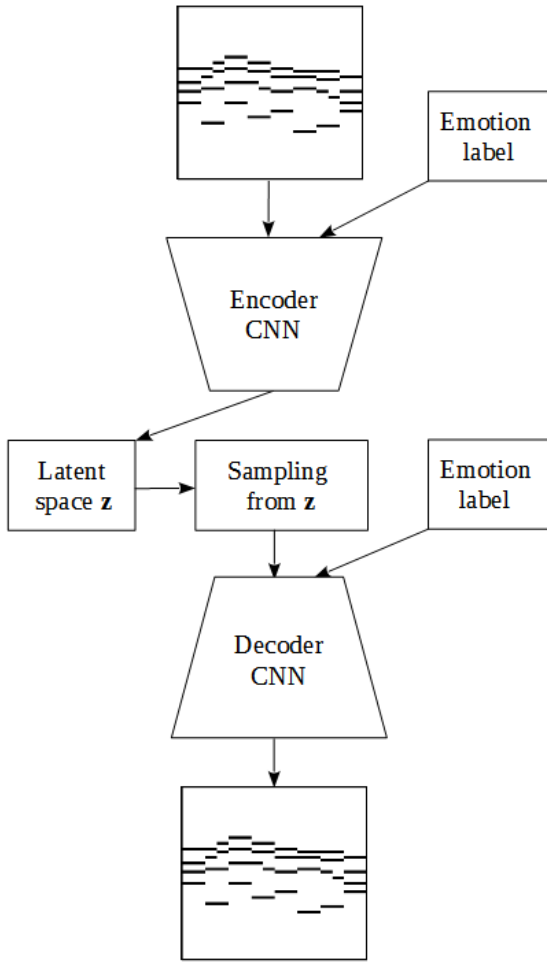 Emotion
label
Encoder
CNN
Latent
space z
Sampling
from z
Emotion
label
Decoder
CNN